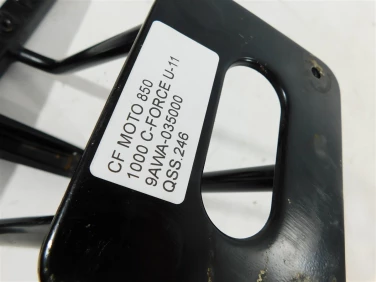 CF MOTO 850
1000 C-FORCE U-11
9AWA-035000
QSS.246